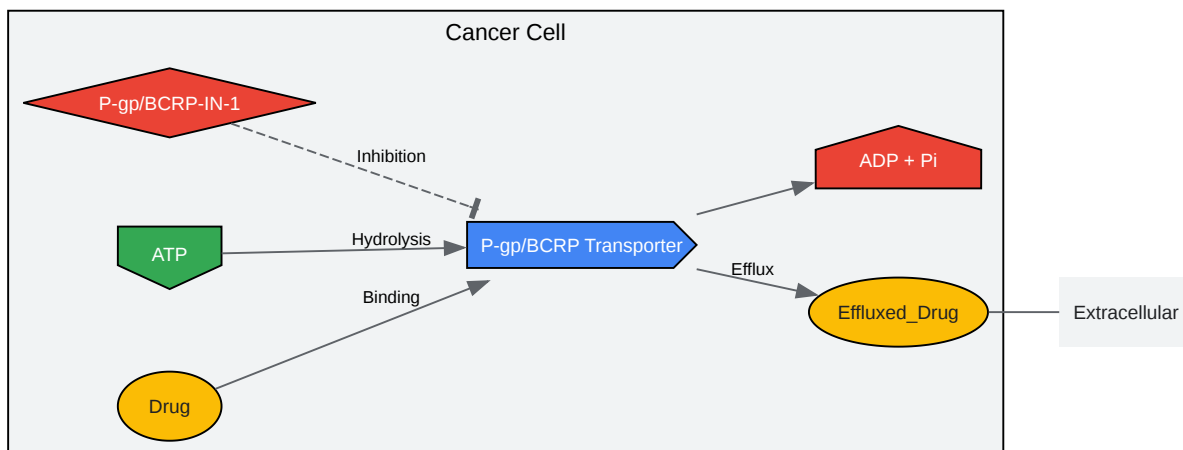 Cancer Cell
P-gp/BCRP-IN-1
Inhibition
ADP + Pi
ATP
Hydrolysis
P-gp/BCRP Transporter
Efflux
Binding
Effluxed_Drug
Extracellular
Drug